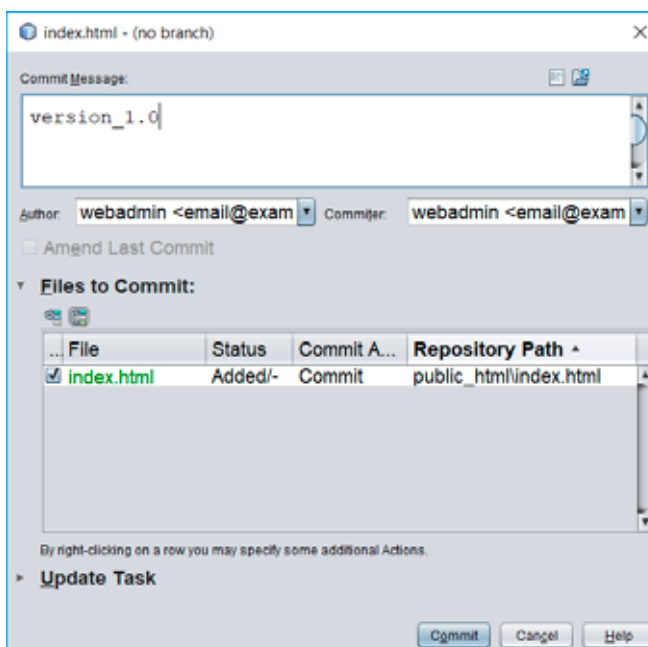 index.html - (no branch)
Commit Message:
version_1.0
Author: webadmin <email@exam Commiter: webadmin <email@exam
Amend Last Commit
Files to Commit:
... File Status Commit A... Repository Path
index.html Added/- Commit public_html\index.html
By right-clicking on a row you may specify some additional Actions.
Update Task
Commit Cancel Help